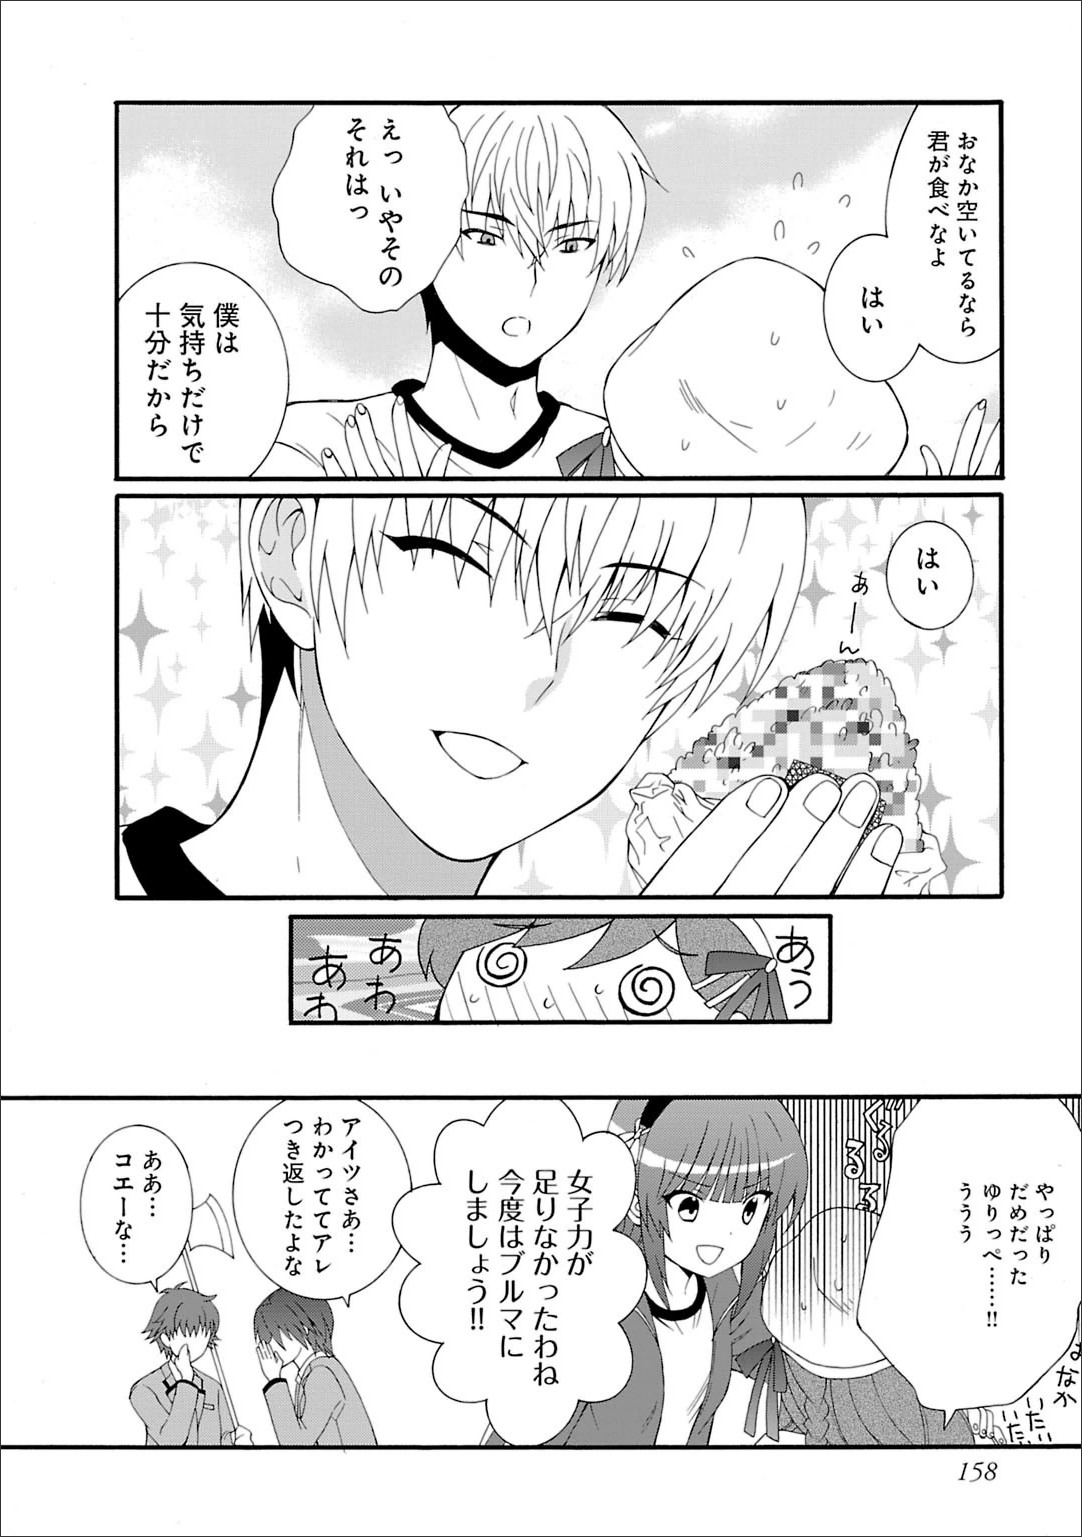 おなか空いてるなら
君が食べなよ
はい
えっ いやその
それはっ
僕は
気持ちだけで
十分だから
はい
あーん
あう
あわ
あわ
やっぱり
だめだった
ゆりっぺ……!!
ううう
ぐるるる
おなか
いたい
いたい
女子力が
足りなかったわね
今度はブルマに
しましょう!!
アイツさぁ…
わかっててアレ
つき返したよな
ああ…
コエーな…
158